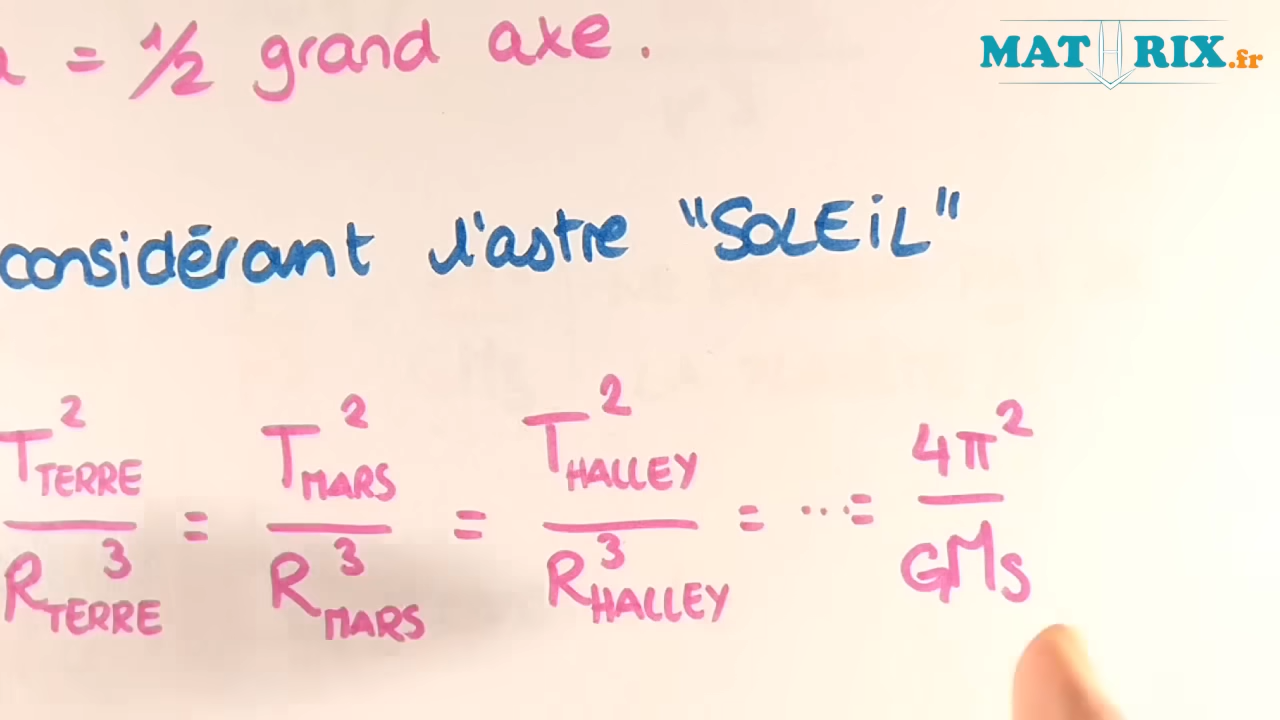 MATHRIX.fr
= 1/2 grand axe.
considérant l'astre "SOLEIL"
T²TERRE / R³TERRE = T²MARS / R³MARS = T²HALLEY / R³HALLEY = ... = 4π² / GMS